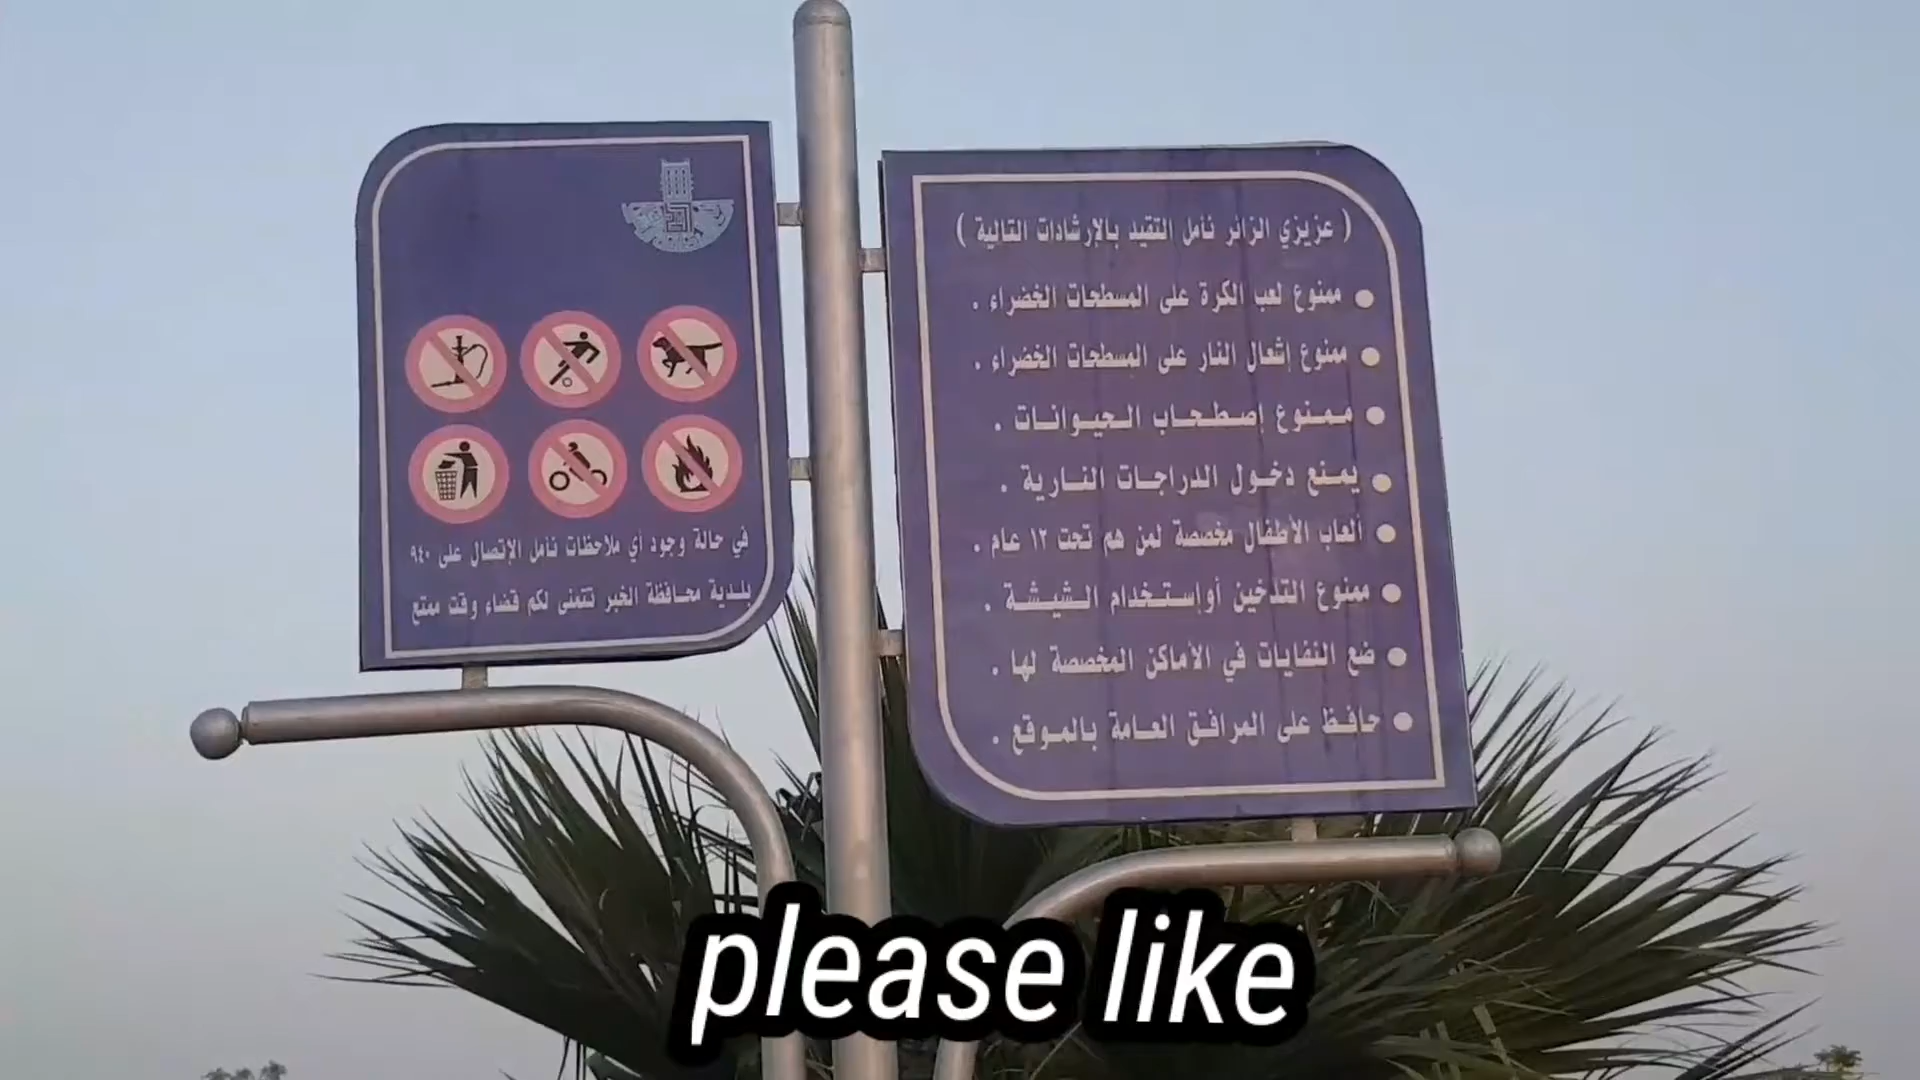 في حالة وجود أي ملاحظات نأمل الإتصال على ٩٤٠
بلدية محافظة الخبر تتمنى لكم قضاء وقت ممتع
( عزيزي الزائر نأمل التقيد بالإرشادات التالية )
● ممنوع لعب الكرة على المسطحات الخضراء .
● ممنوع إشعال النار على المسطحات الخضراء .
● ممنوع إصطحاب الحيوانات .
● يمنع دخول الدراجات النارية .
● ألعاب الأطفال مخصصة لمن هم تحت ١٢ عام .
● ممنوع التدخين أو إستخدام الشيشة .
● ضع النفايات في الأماكن المخصصة لها .
● حافظ على المرافق العامة بالموقع .
please like